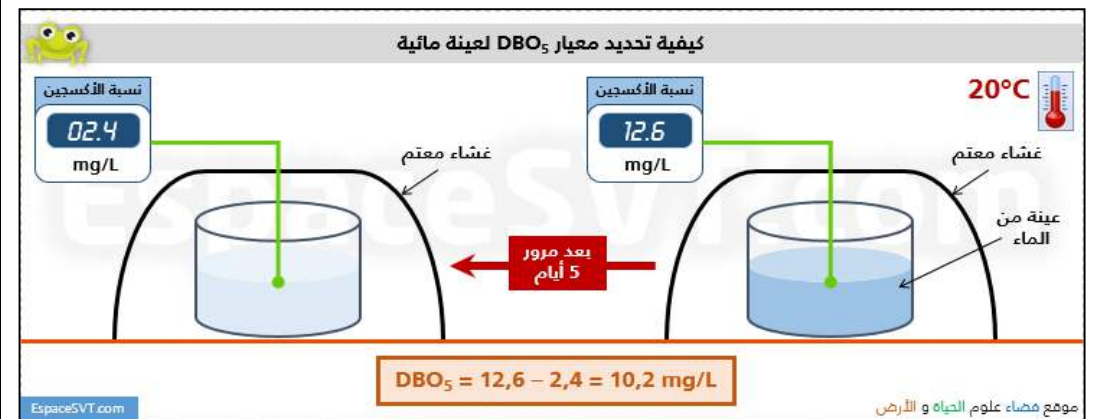 كيفية تحديد معيار DBO₅ لعينة مائية
20°C
نسبة الأكسجين
12.6
mg/L
غشاء معتم
عينة من
الماء
بعد مرور
5 أيام
نسبة الأكسجين
02.4
mg/L
غشاء معتم
DBO₅ = 12,6 – 2,4 = 10,2 mg/L
EspaceSVT.com
موقع فضاء علوم الحياة و الأرض
EspaceSVT.com